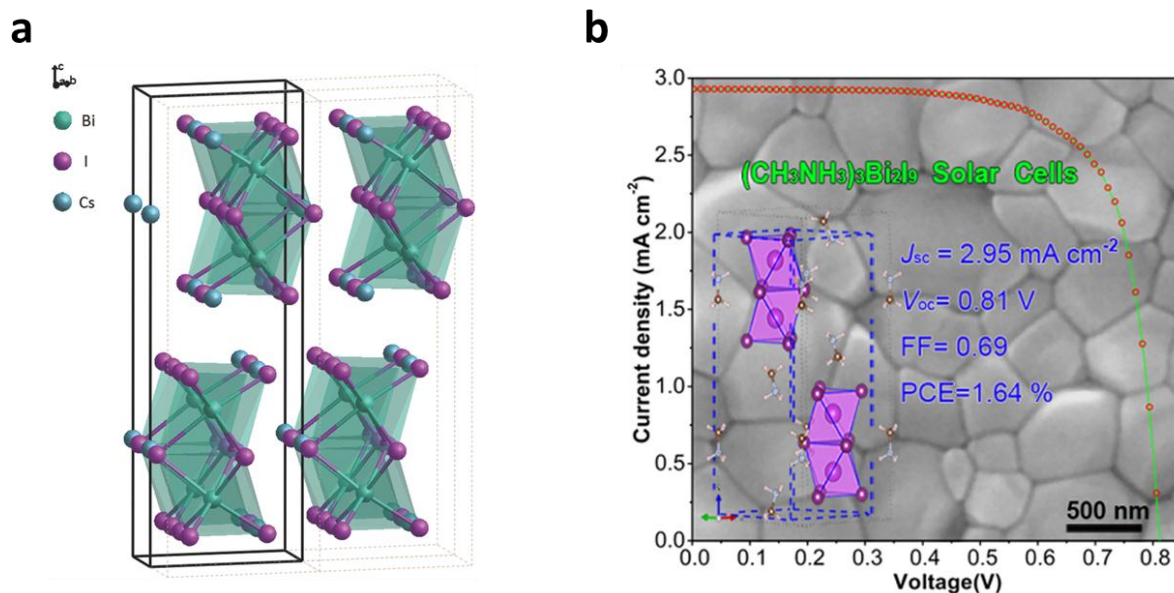 a
c
a b
Bi
I
Cs
b
3.0
2.5
2.0
1.5
1.0
0.5
0.0
Current density (mA cm⁻²)
(CH₃NH₃)₃Bi₂I₉ Solar Cells
Jsc = 2.95 mA cm⁻²
Voc = 0.81 V
FF= 0.69
PCE=1.64 %
500 nm
0.0 0.1 0.2 0.3 0.4 0.5 0.6 0.7 0.8
Voltage(V)